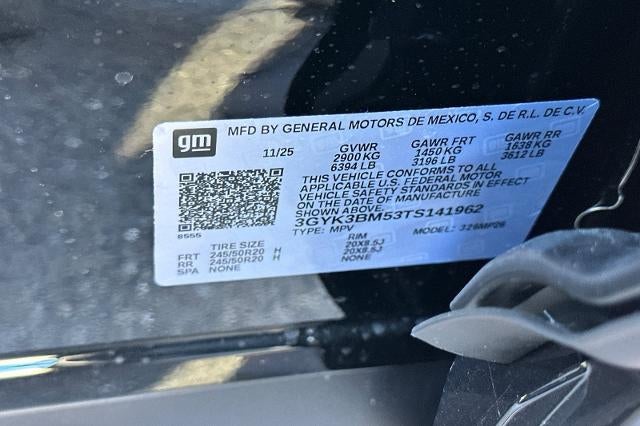 gm MFD BY GENERAL MOTORS DE MEXICO, S. DE R.L. DE C.V.
11/25 GVWR GAWR FRT GAWR RR
2900 KG 1450 KG 1638 KG
6394 LB 3196 LB 3612 LB
THIS VEHICLE CONFORMS TO ALL
APPLICABLE U.S. FEDERAL MOTOR
VEHICLE SAFETY STANDARDS IN EFFECT
ON THE DATE OF MANUFACTURE
SHOWN ABOVE.
3GYK3BM53TS141962
8555
TYPE: MPV MODEL: 326MP26
TIRE SIZE RIM
FRT 245/50R20 H 20X8.5J
RR 245/50R20 H 20X8.5J
SPA NONE NONE